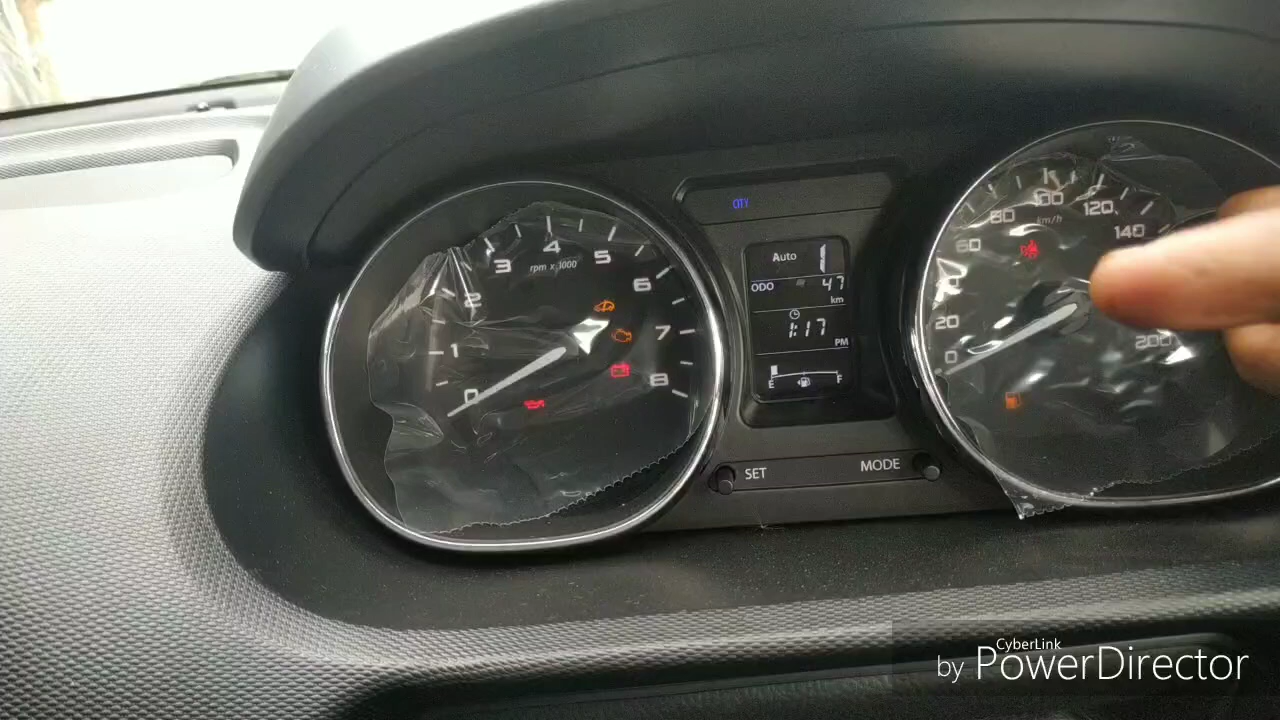 0
1
2
3
4
5
6
7
8
rpm x 1000
CITY
Auto 1
ODO 47
km
1:17
PM
E F
SET
MODE
0
20
60
80
100
120
140
200
km/h
CyberLink
by PowerDirector